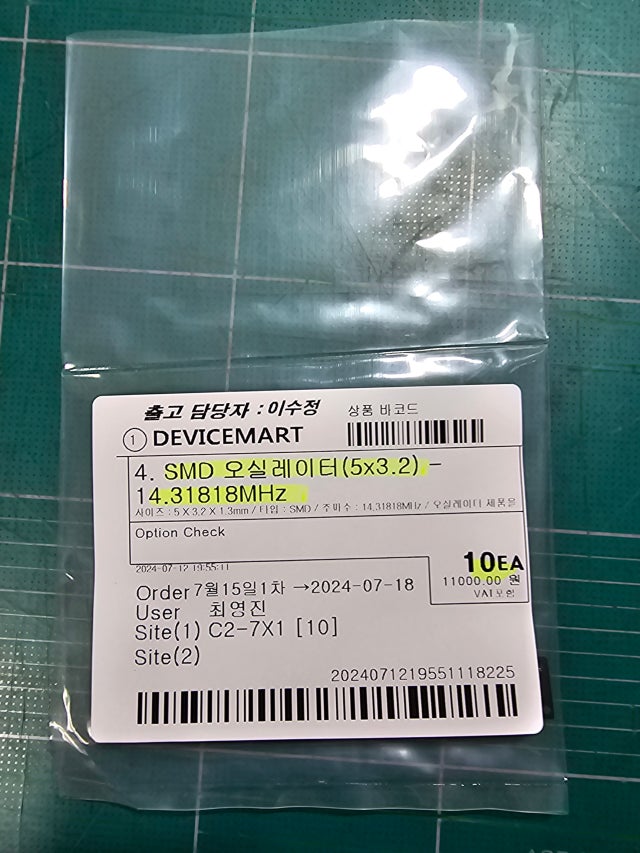 출고 담당자 : 이수정
상품 바코드
① DEVICEMART
4. SMD 오실레이터(5x3.2) -
14.31818MHz
사이즈 : 5 X 3.2 X 1.3mm / 타입 : SMD / 주파수 : 14.31818MHz / 오실레이터 제품을
Option Check
2024-07-12 19:55:11
10EA
11000.00 원
VAT포함
Order 7월15일1차 →2024-07-18
User 최영진
Site(1) C2-7X1 [10]
Site(2)
2024071219551118225